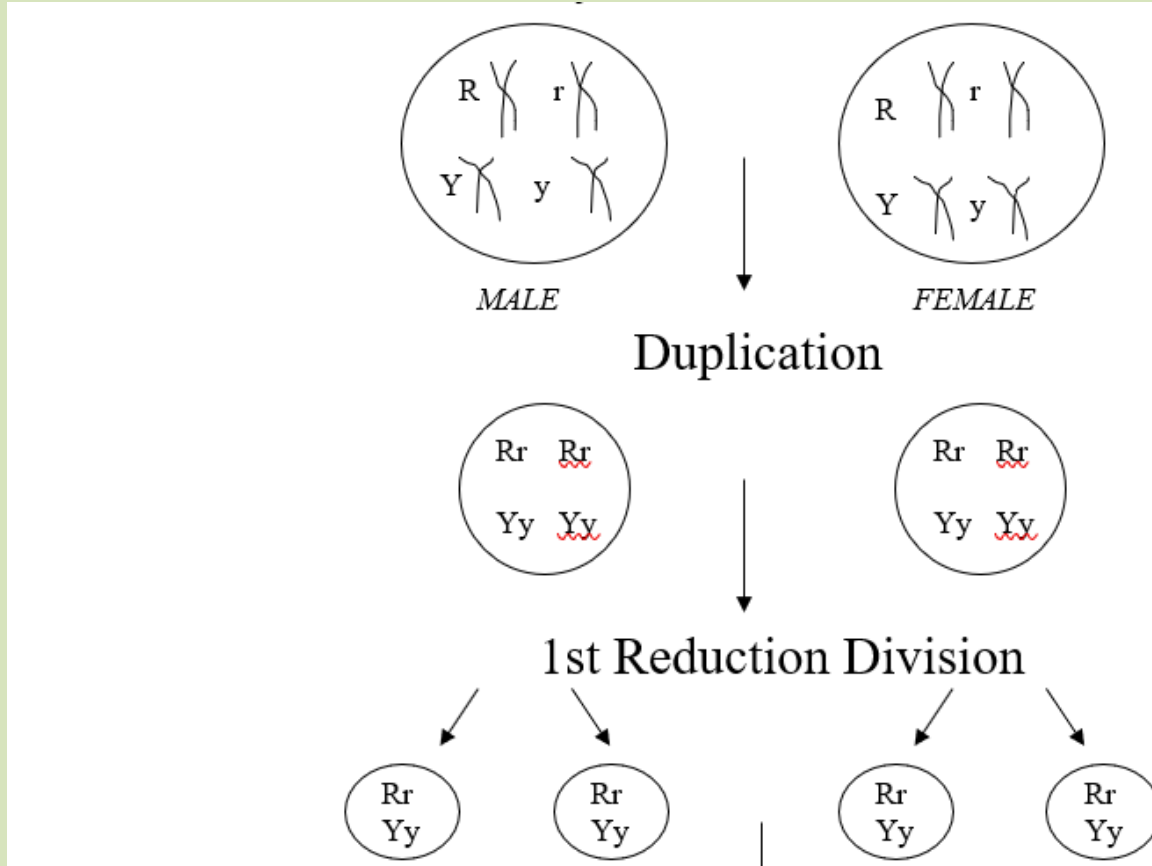 R r
R r
Y y
Y y
MALE
FEMALE
Duplication
Rr Rr
Yy Yy
Rr Rr
Yy Yy
1st Reduction Division
Rr
Yy
Rr
Yy
Rr
Yy
Rr
Yy